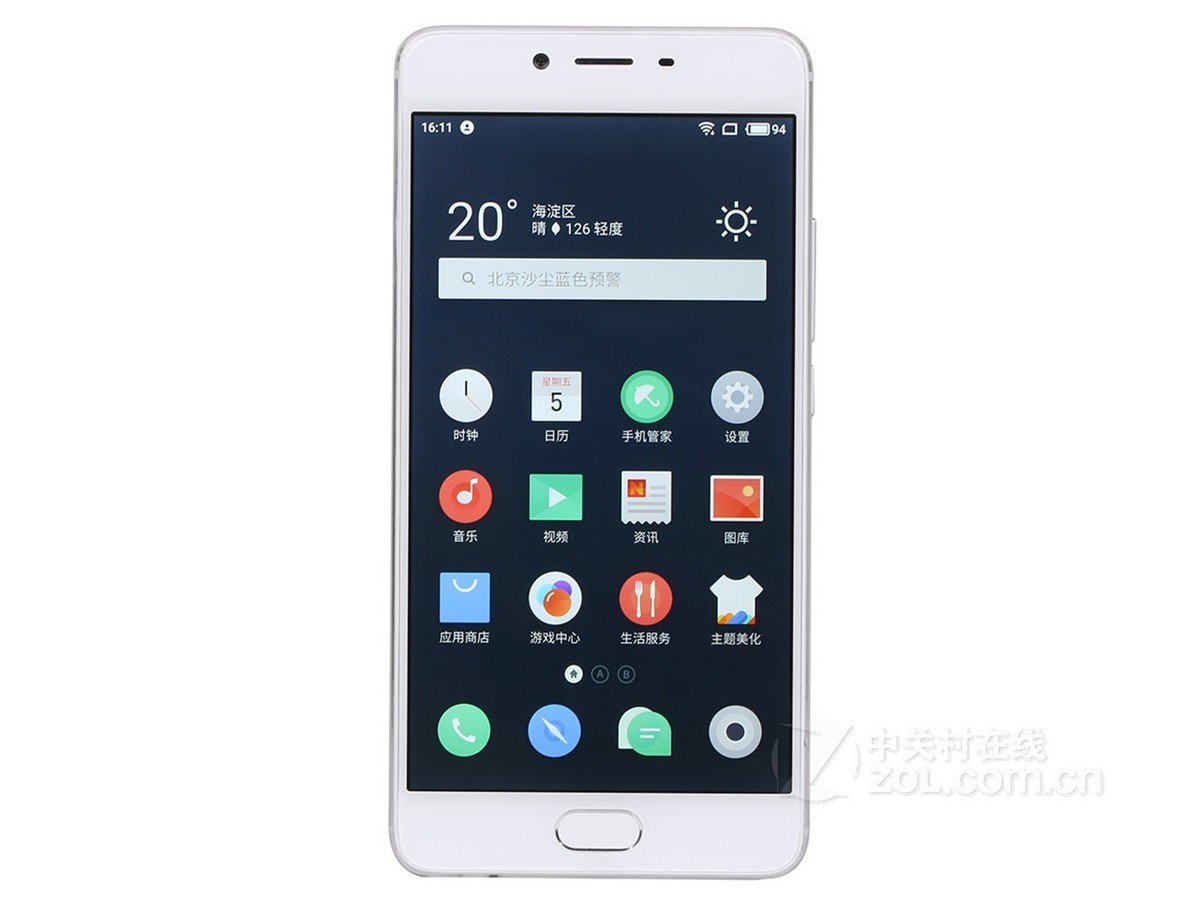 16:11
94
20°
海淀区
晴 126 轻度
北京沙尘蓝色预警
星期五
5
时钟
日历
手机管家
设置
N
音乐
视频
资讯
图库
应用商店
游戏中心
生活服务
主题美化
A
B
中关村在线
ZOL.com.cn